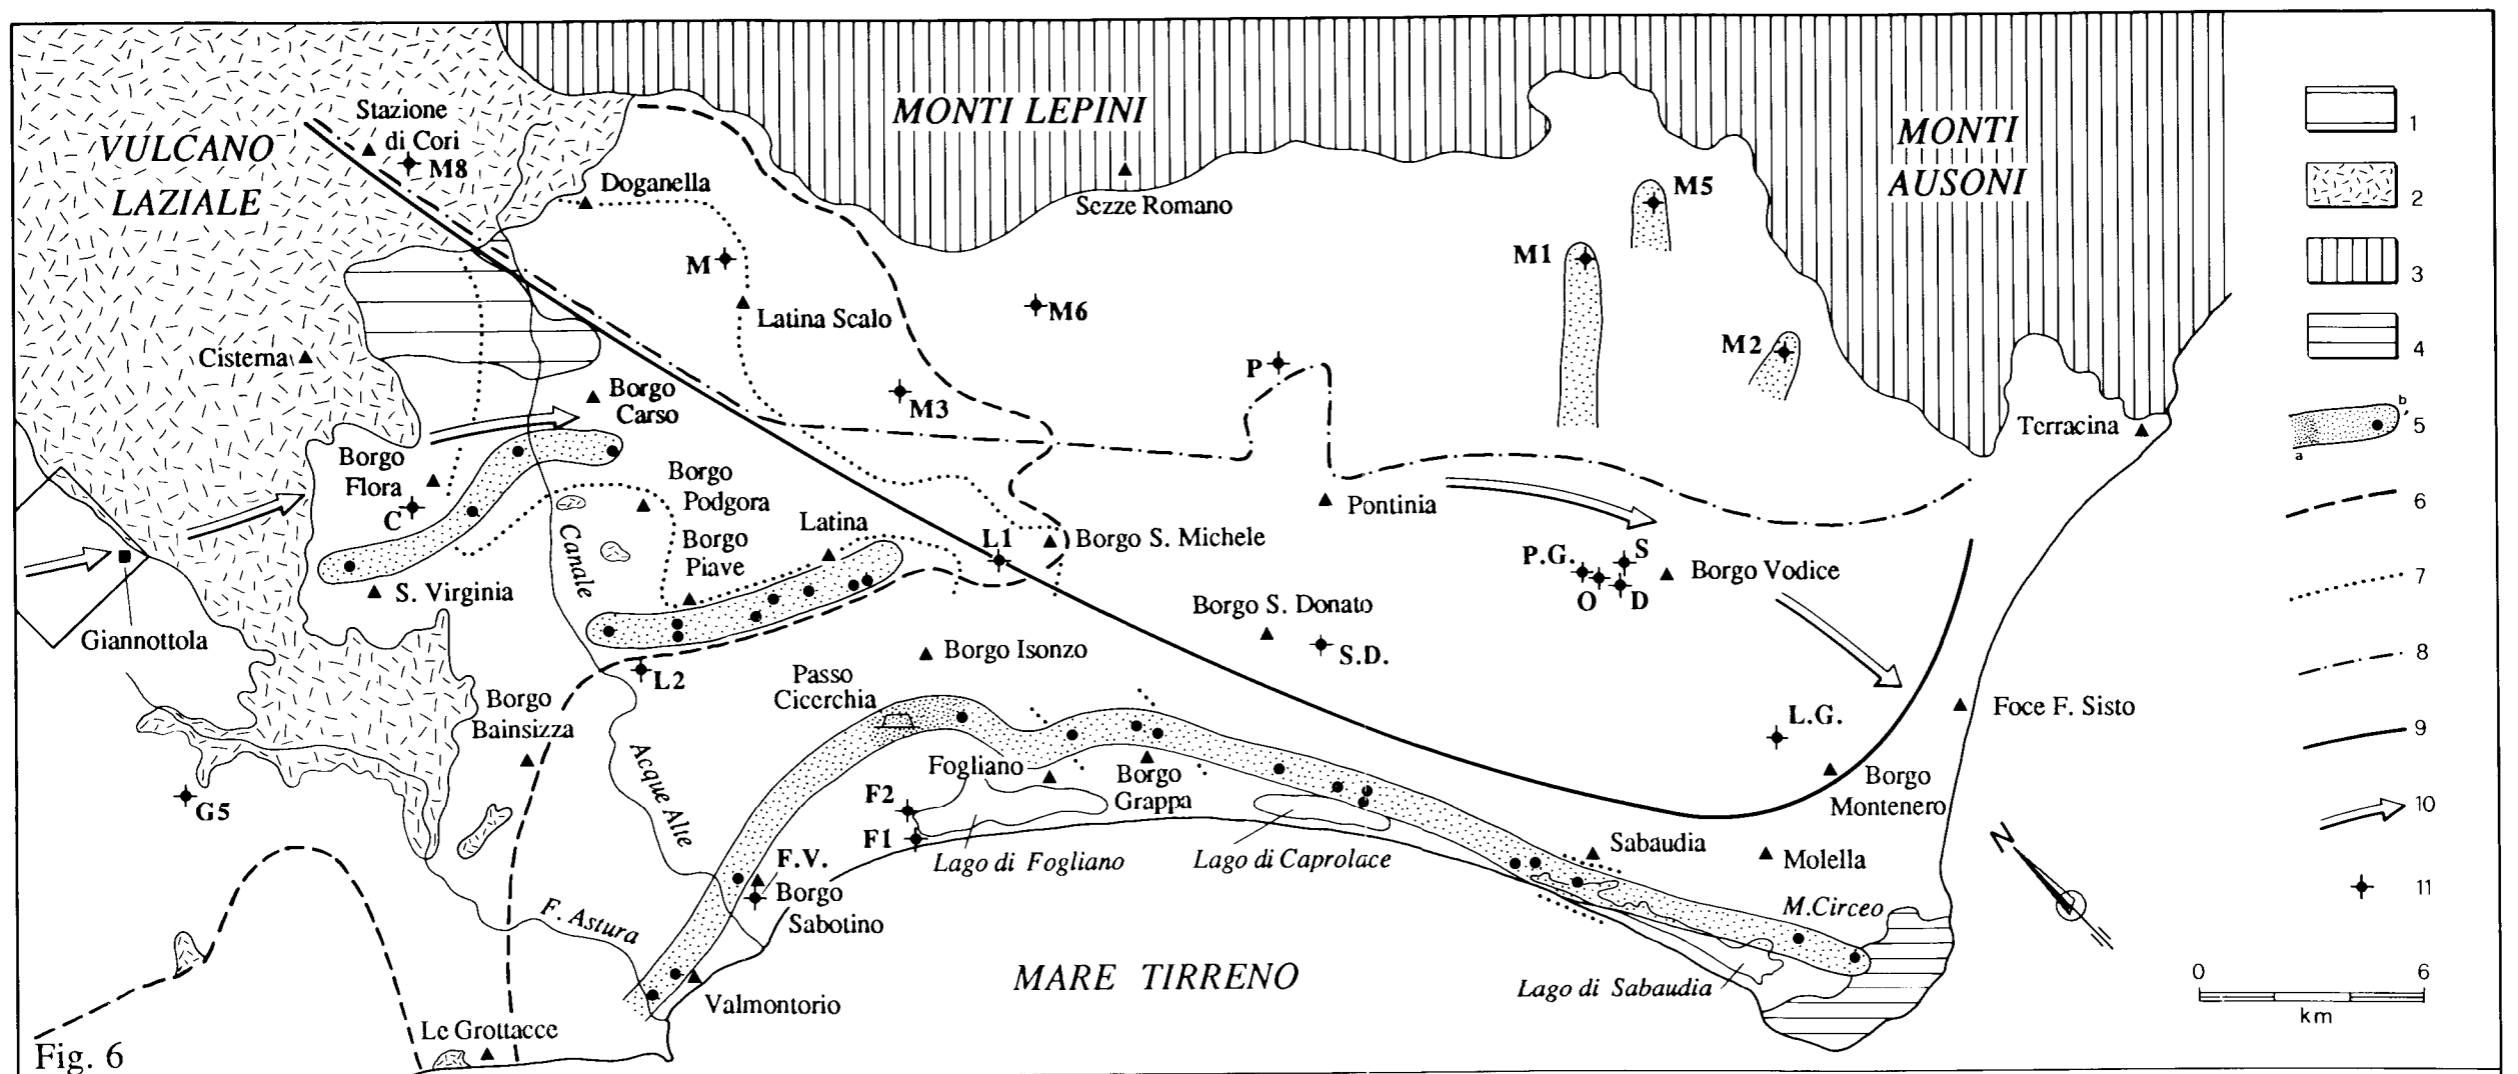 Stazione
di Cori
M8
VULCANO
LAZIALE
MONTI LEPINI
MONTI
AUSONI
Doganella
Sezze Romano
M5
M
M1
M6
Latina Scalo
Cisterna
M2
P
Borgo
Carso
M3
Terracina
Borgo
Flora
C
Borgo
Podgora
Latina
Pontinia
Canale
Borgo
Piave
L1
Borgo S. Michele
P.G.
S
O
D
Borgo Vodice
S. Virginia
Giannottola
Borgo S. Donato
S.D.
Borgo Isonzo
L2
Passo
Cicerchia
Borgo
Bainsizza
Foce F. Sisto
L.G.
Acque Alte
Fogliano
Borgo
Grappa
Borgo
Montenero
G5
F2
F1
Lago di Fogliano
Lago di Caprolace
Sabaudia
Molella
F.V.
Borgo
Sabotino
F. Astura
M.Circeo
MARE TIRRENO
Lago di Sabaudia
Valmontorio
Le Grottacce
Fig. 6
1
2
3
4
b
5
a
6
7
8
9
10
11
N
0 6
km